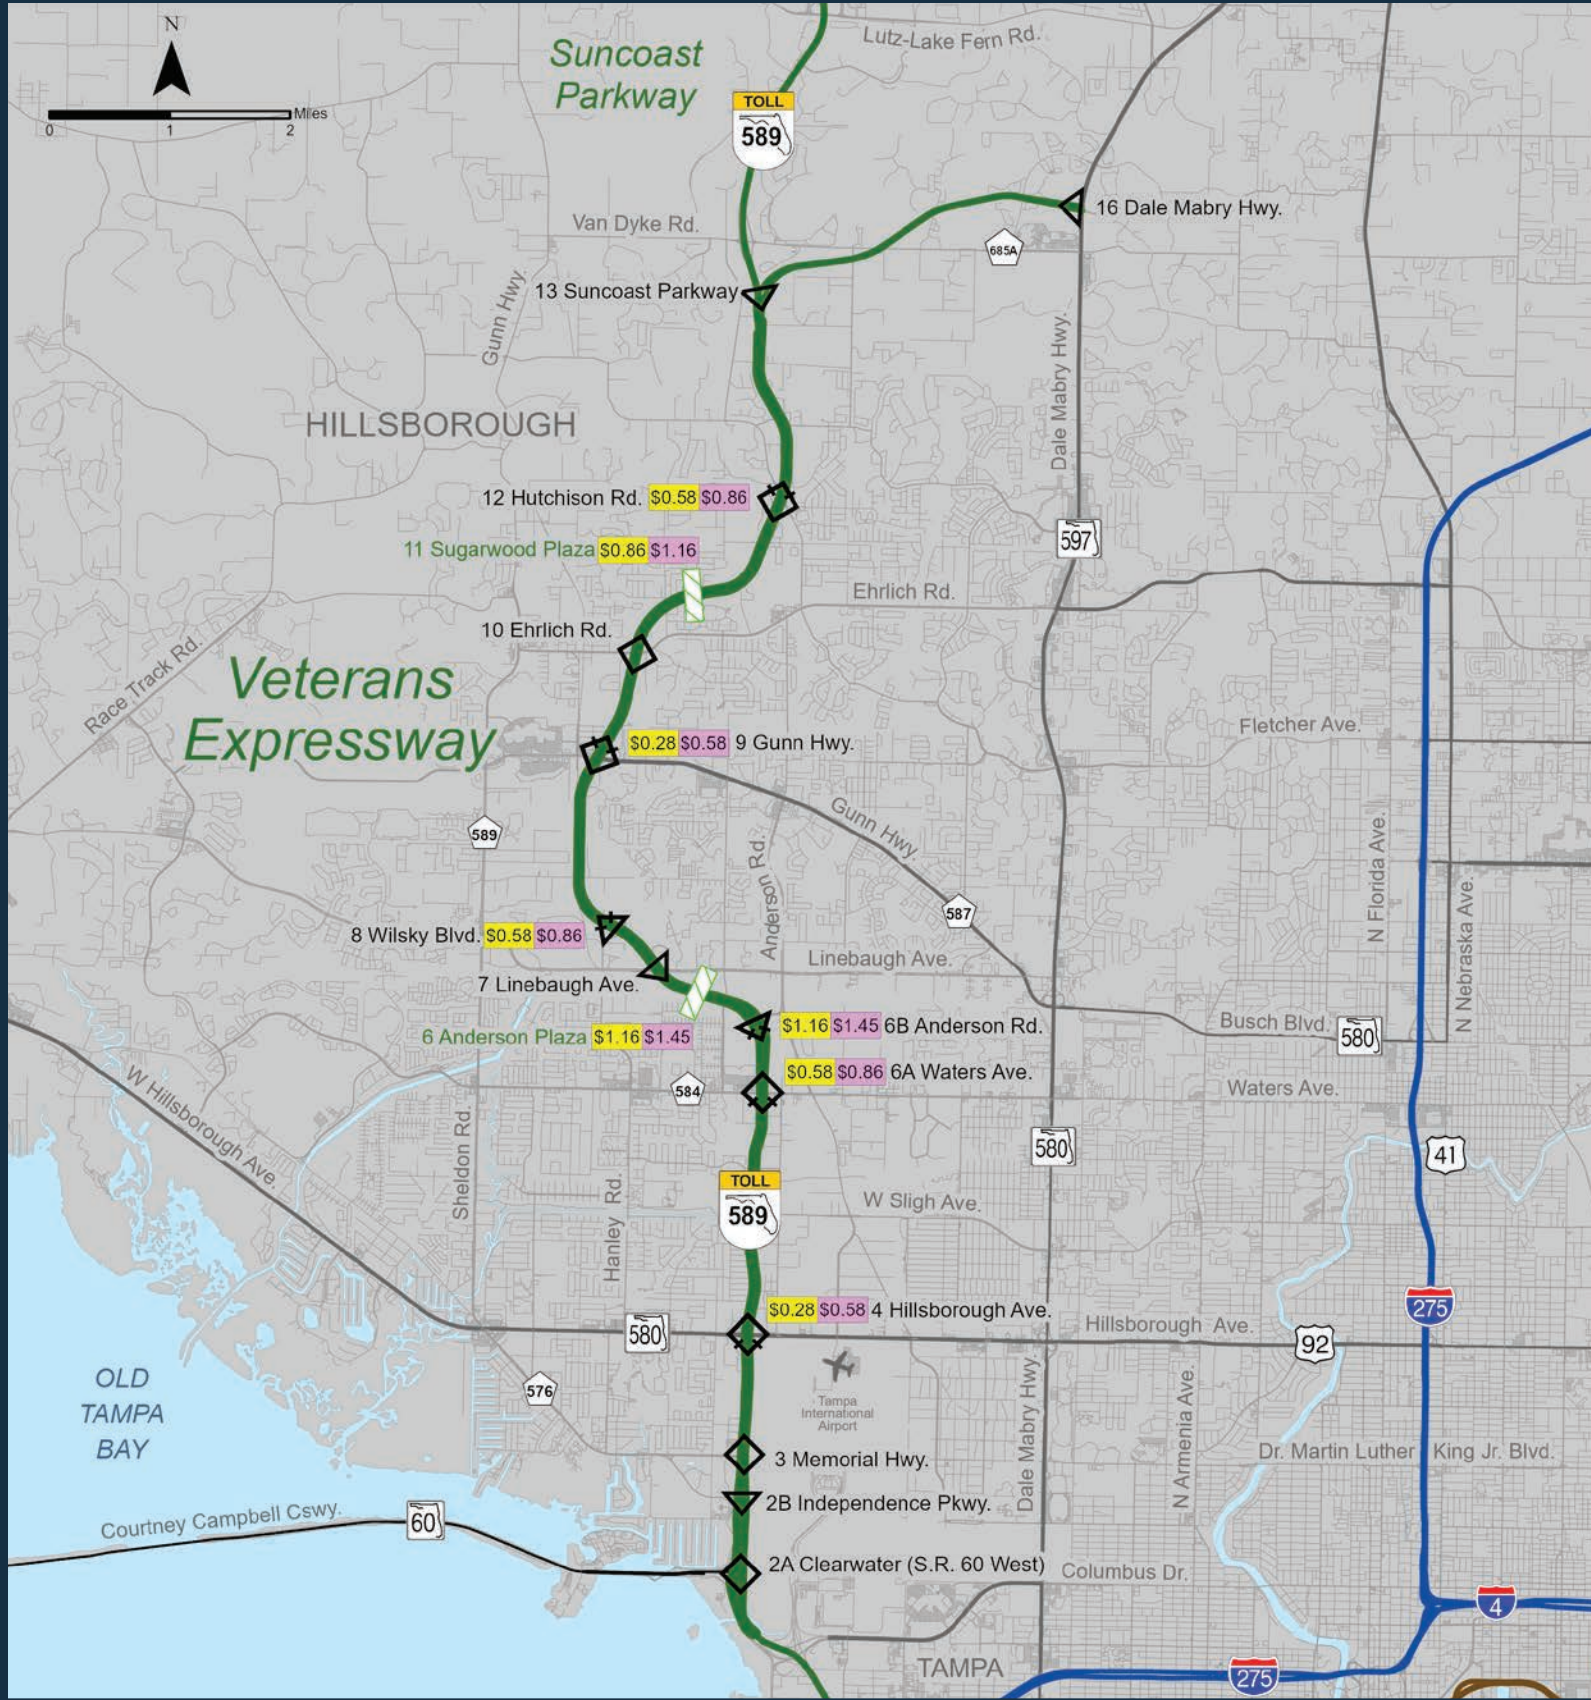 Lutz-Lake Fern Rd.
N
Suncoast
Parkway
TOLL
589
Miles
0
1
2
16 Dale Mabry Hwy.
Van Dyke Rd.
685A
13 Suncoast Parkway
Gunn Hwy.
Dale Mabry Hwy.
HILLSBOROUGH
12 Hutchison Rd. $0.58 $0.86
597
11 Sugarwood Plaza $0.86 $1.16
Ehrlich Rd.
10 Ehrlich Rd.
Race Track Rd.
Veterans
Expressway
Fletcher Ave.
$0.28 $0.58 9 Gunn Hwy.
589
Gunn Hwy.
Anderson Rd.
N Florida Ave.
587
N Nebraska Ave.
8 Wilsky Blvd. $0.58 $0.86
Linebaugh Ave.
7 Linebaugh Ave.
$1.16 $1.45 6B Anderson Rd.
Busch Blvd.
580
6 Anderson Plaza $1.16 $1.45
$0.58 $0.86 6A Waters Ave.
584
Waters Ave.
W Hillsborough Ave.
Sheldon Rd.
580
41
TOLL
589
W Sligh Ave.
Hanley Rd.
275
$0.28 $0.58 4 Hillsborough Ave.
580
Hillsborough Ave.
92
OLD
TAMPA
BAY
576
Tampa
International
Airport
Dale Mabry Hwy.
N Armenia Ave.
3 Memorial Hwy.
Dr. Martin Luther King Jr. Blvd.
2B Independence Pkwy.
Courtney Campbell Cswy.
60
2A Clearwater (S.R. 60 West)
Columbus Dr.
4
TAMPA
275